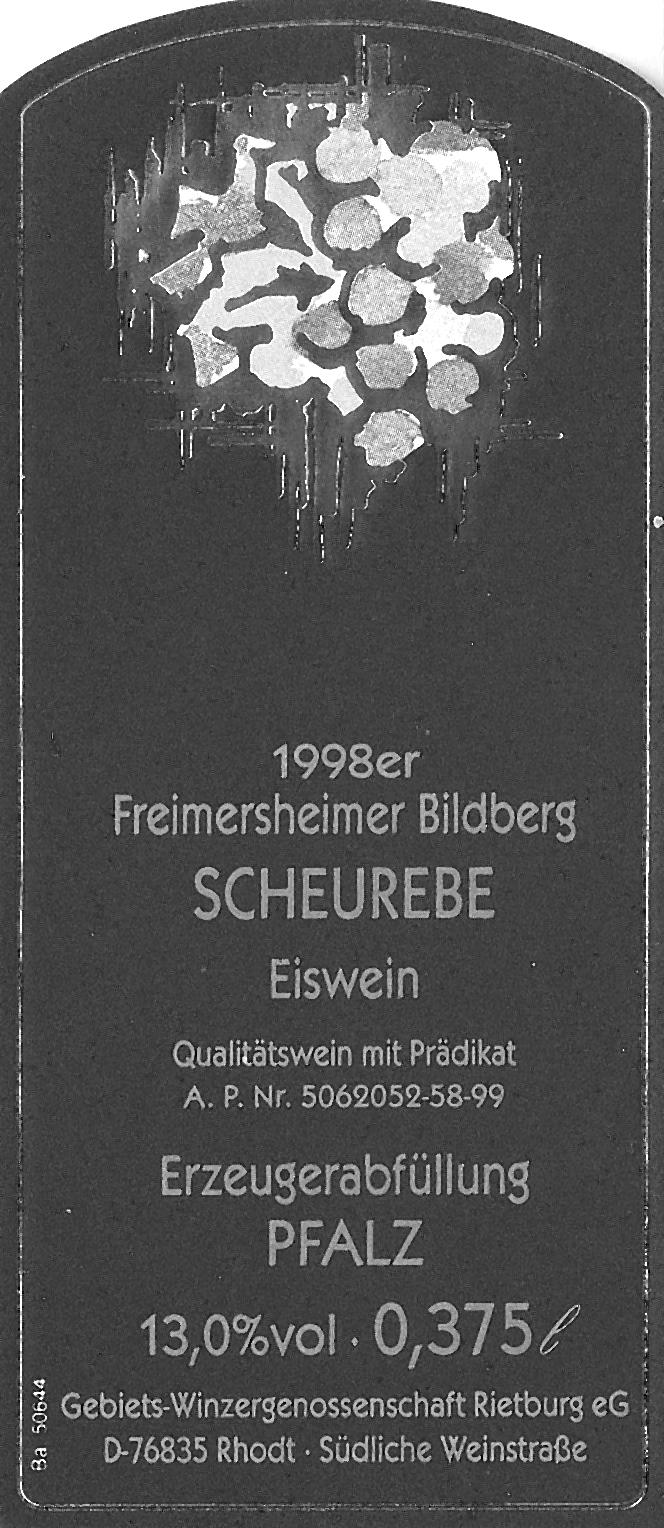 1998er
Freimersheimer Bildberg
SCHEUREBE
Eiswein
Qualitätswein mit Prädikat
A. P. Nr. 5062052-58-99
Erzeugerabfüllung
PFALZ
13,0%vol · 0,375 ℓ
Gebiets-Winzergenossenschaft Rietburg eG
D-76835 Rhodt · Südliche Weinstraße
Ba 50644